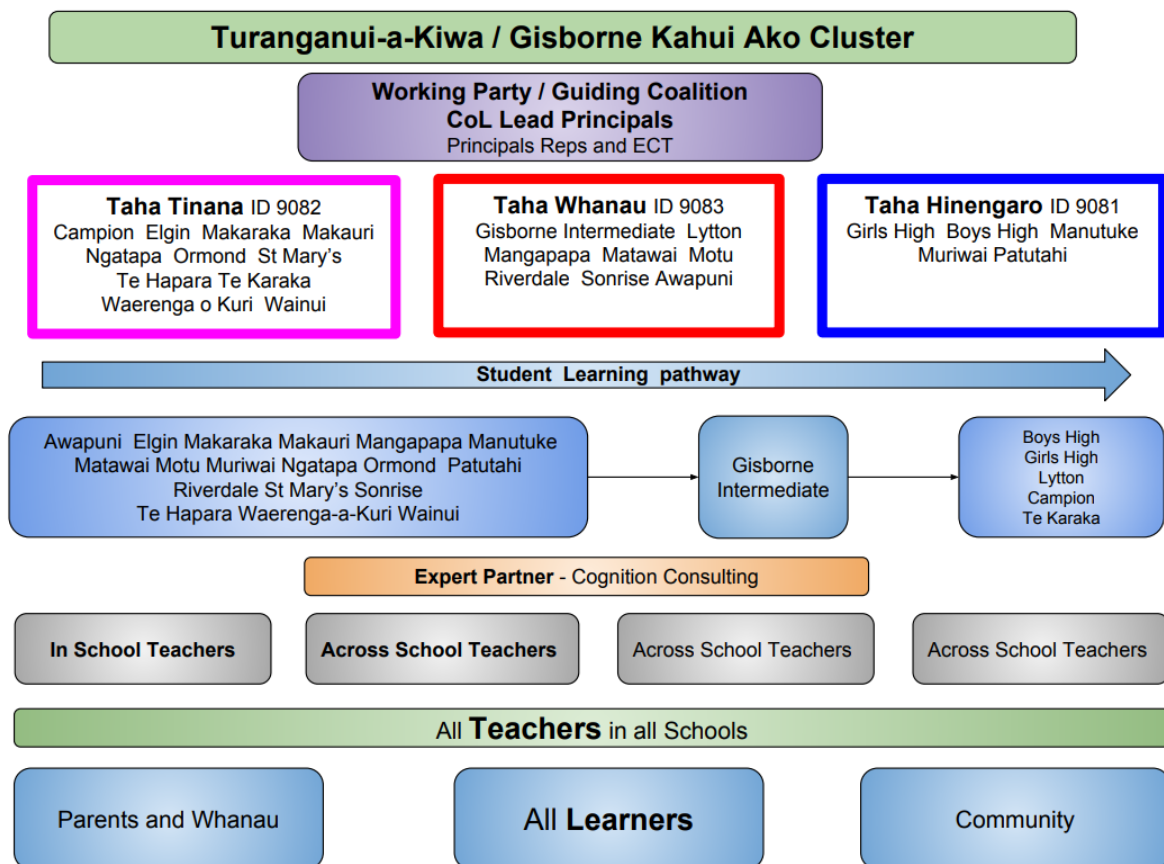 Turanganui-a-Kiwa / Gisborne Kahui Ako Cluster
Working Party / Guiding Coalition
CoL Lead Principals
Principals Reps and ECT
Taha Tinana ID 9082
Campion Elgin Makaraka Makauri
Ngatapa Ormond St Mary's
Te Hapara Te Karaka
Waerenga o Kuri Wainui
Taha Whanau ID 9083
Gisborne Intermediate Lytton
Mangapapa Matawai Motu
Riverdale Sonrise Awapuni
Taha Hinengaro ID 9081
Girls High Boys High Manutuke
Muriwai Patutahi
Student Learning pathway
Awapuni Elgin Makaraka Makauri Mangapapa Manutuke
Matawai Motu Muriwai Ngatapa Ormond Patutahi
Riverdale St Mary's Sonrise
Te Hapara Waerenga-a-Kuri Wainui
Gisborne
Intermediate
Boys High
Girls High
Lytton
Campion
Te Karaka
Expert Partner - Cognition Consulting
In School Teachers
Across School Teachers
Across School Teachers
Across School Teachers
All Teachers in all Schools
Parents and Whanau
All Learners
Community